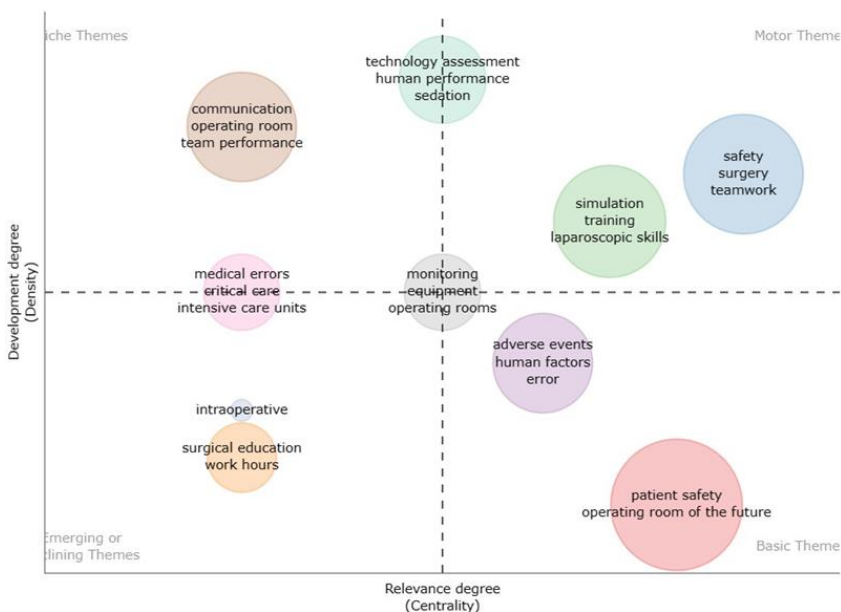 iche Themes
Motor Theme
technology assessment
human performance
sedation
communication
operating room
team performance
safety
surgery
teamwork
simulation
training
laparoscopic skills
medical errors
critical care
intensive care units
monitoring
equipment
operating rooms
adverse events
human factors
error
intraoperative
surgical education
work hours
patient safety
operating room of the future
Emerging or
clining Themes
Basic Theme
Development degree
(Density)
Relevance degree
(Centrality)